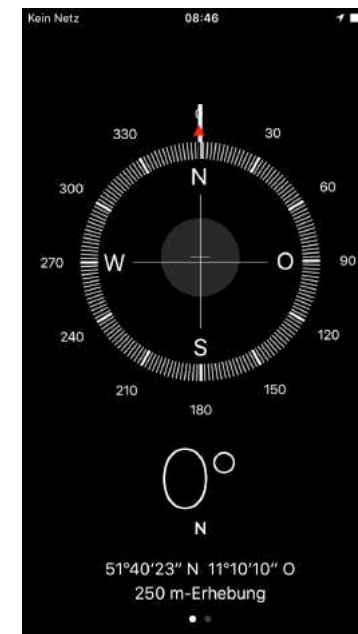 Kein Netz 08:46
0
330 30
N
300 60
270 W O 90
240 120
S
210 150
180
0°
N
51°40'23" N 11°10'10" O
250 m-Erhebung